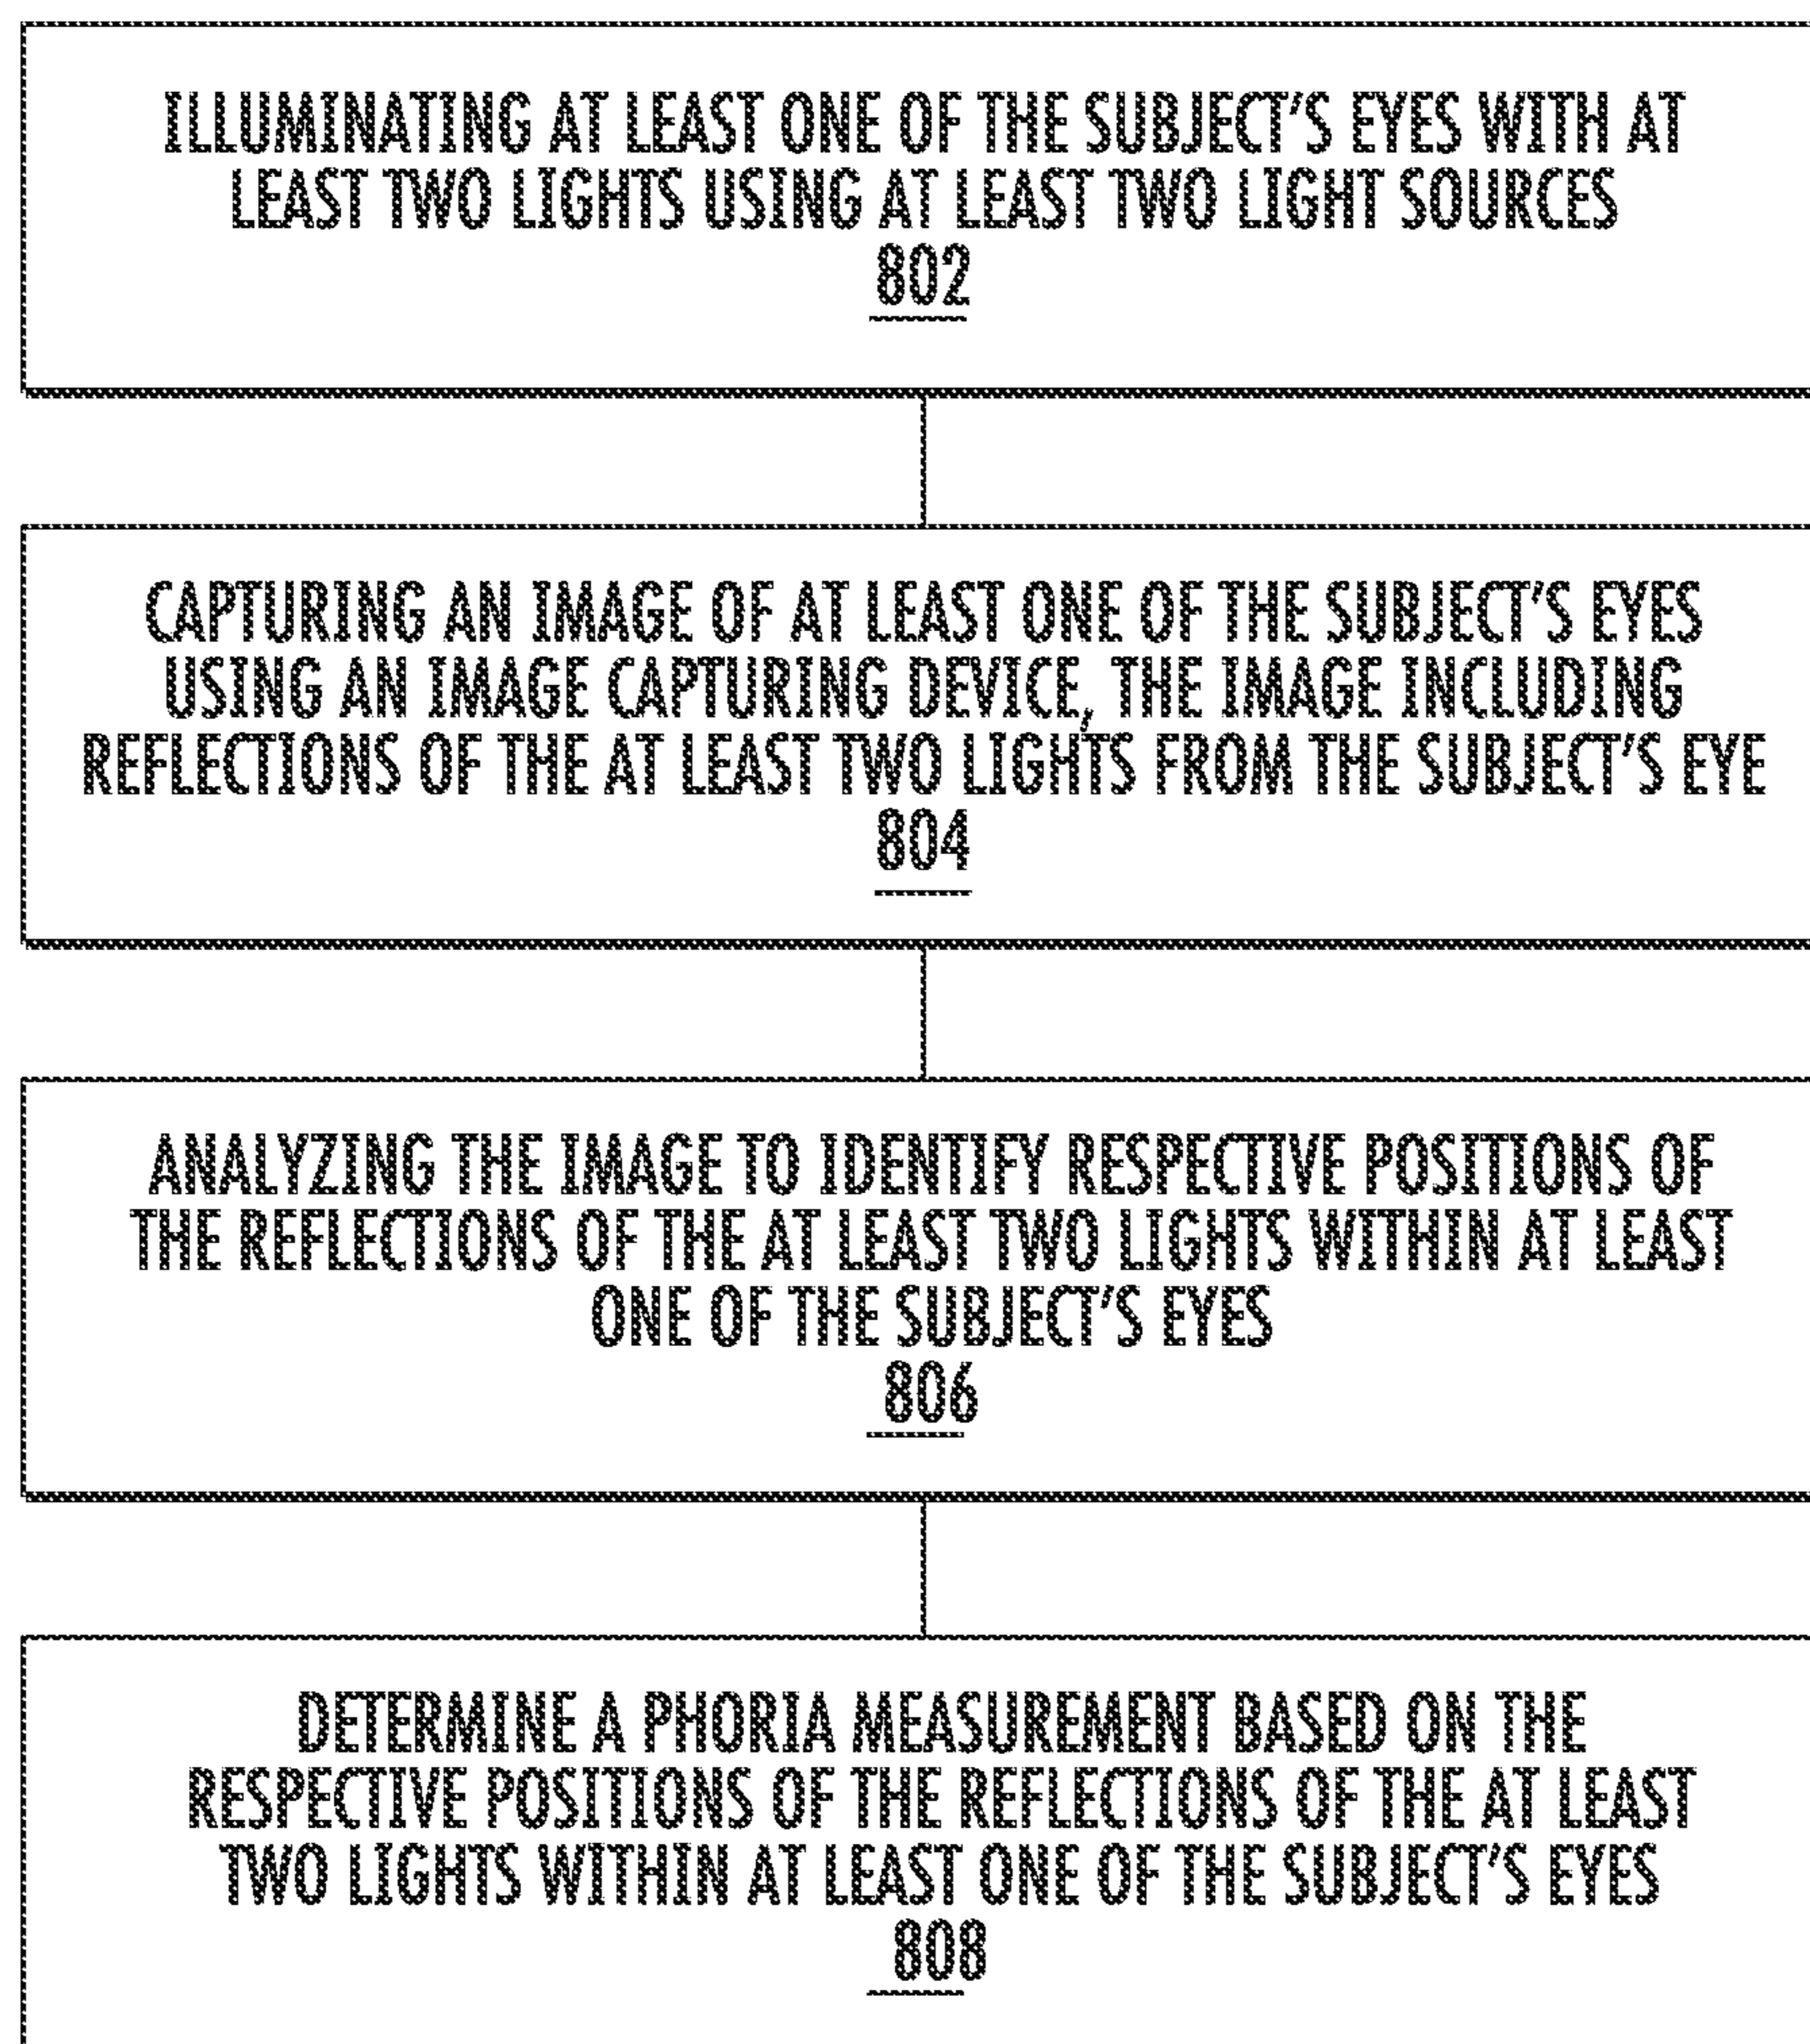 ILLUMINATING AT LEAST ONE OF THE SUBJECT'S EYES WITH AT
LEAST TWO LIGHTS USING AT LEAST TWO LIGHT SOURCES
802
CAPTURING AN IMAGE OF AT LEAST ONE OF THE SUBJECT'S EYES
USING AN IMAGE CAPTURING DEVICE, THE IMAGE INCLUDING
REFLECTIONS OF THE AT LEAST TWO LIGHTS FROM THE SUBJECT'S EYE
804
ANALYZING THE IMAGE TO IDENTIFY RESPECTIVE POSITIONS OF
THE REFLECTIONS OF THE AT LEAST TWO LIGHTS WITHIN AT LEAST
ONE OF THE SUBJECT'S EYES
806
DETERMINE A PHORIA MEASUREMENT BASED ON THE
RESPECTIVE POSITIONS OF THE REFLECTIONS OF THE AT LEAST
TWO LIGHTS WITHIN AT LEAST ONE OF THE SUBJECT'S EYES
808